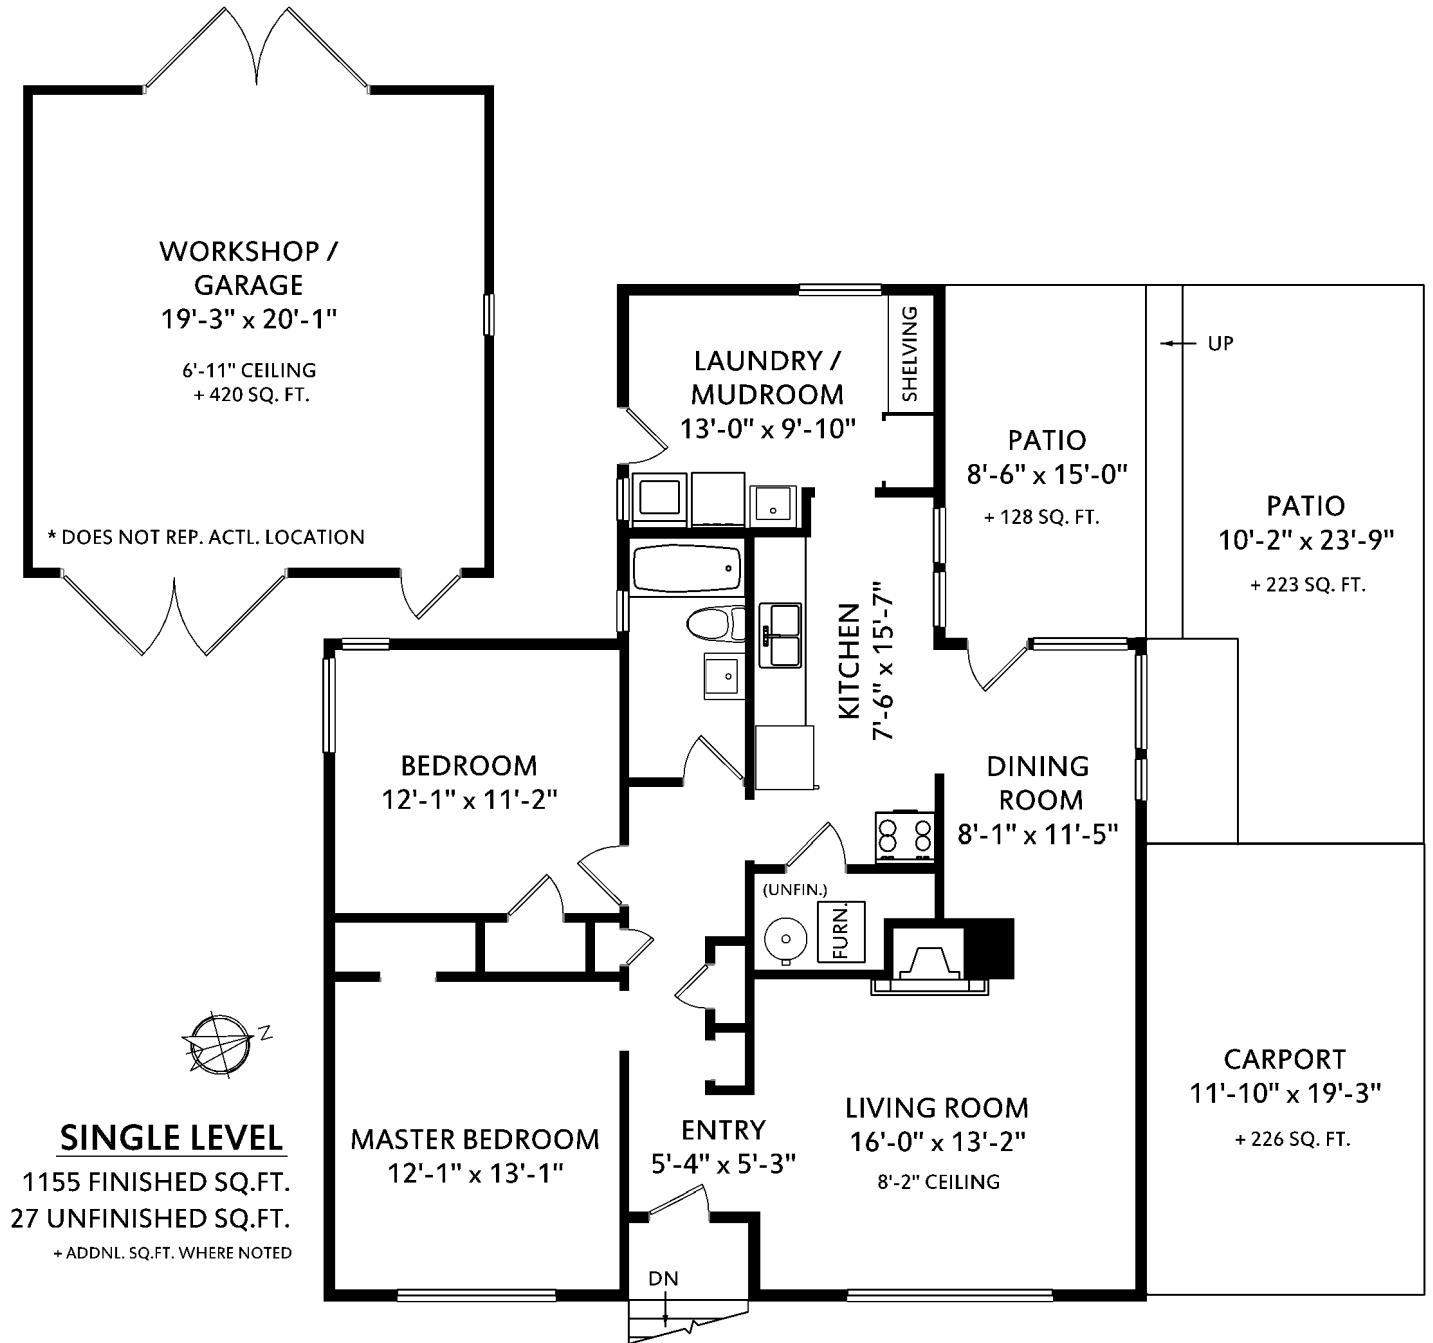 WORKSHOP /
GARAGE
19'-3" x 20'-1"
6'-11" CEILING
+ 420 SQ. FT.
* DOES NOT REP. ACTL. LOCATION
LAUNDRY /
MUDROOM
13'-0" x 9'-10"
SHELVING
UP
PATIO
8'-6" x 15'-0"
+ 128 SQ. FT.
PATIO
10'-2" x 23'-9"
+ 223 SQ. FT.
KITCHEN
7'-6" x 15'-7"
BEDROOM
12'-1" x 11'-2"
DINING
ROOM
8'-1" x 11'-5"
(UNFIN.)
FURN.
Z
CARPORT
11'-10" x 19'-3"
+ 226 SQ. FT.
LIVING ROOM
16'-0" x 13'-2"
8'-2" CEILING
ENTRY
5'-4" x 5'-3"
MASTER BEDROOM
12'-1" x 13'-1"
DN
SINGLE LEVEL
1155 FINISHED SQ.FT.
27 UNFINISHED SQ.FT.
+ ADDNL. SQ.FT. WHERE NOTED